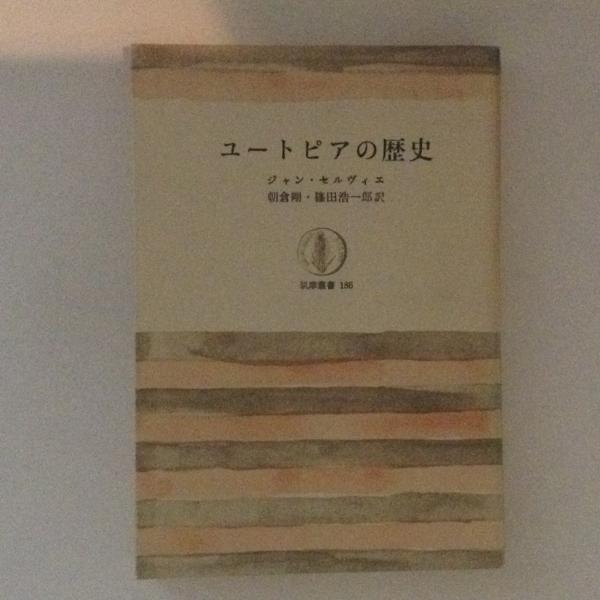 ユートピアの歴史
ジャン・セルヴィエ
朝倉剛・篠田浩一郎訳
筑摩叢書 186